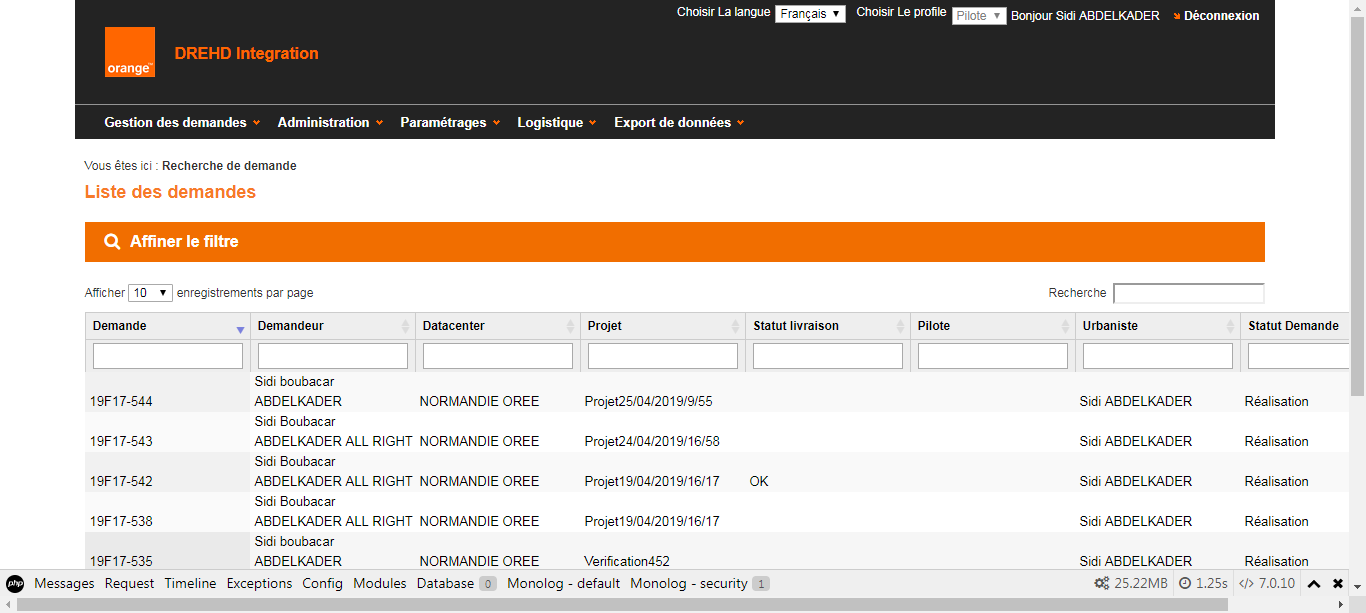 Choisir La langue Français Choisir Le profile Pilote Bonjour Sidi ABDELKADER Déconnexion
orange™
DREHD Integration
Gestion des demandes Administration Paramétrages Logistique Export de données
Vous êtes ici : Recherche de demande
Liste des demandes
Affiner le filtre
Afficher 10 enregistrements par page Recherche
Demande Demandeur Datacenter Projet Statut livraison Pilote Urbaniste Statut Demande
Sidi boubacar
19F17-544 ABDELKADER NORMANDIE OREE Projet25/04/2019/9/55 Sidi ABDELKADER Réalisation
Sidi Boubacar
19F17-543 ABDELKADER ALL RIGHT NORMANDIE OREE Projet24/04/2019/16/58 Sidi ABDELKADER Réalisation
Sidi Boubacar
19F17-542 ABDELKADER ALL RIGHT NORMANDIE OREE Projet19/04/2019/16/17 OK Sidi ABDELKADER Réalisation
Sidi Boubacar
19F17-538 ABDELKADER ALL RIGHT NORMANDIE OREE Projet19/04/2019/16/17 Sidi ABDELKADER Réalisation
Sidi boubacar
19F17-535 ABDELKADER NORMANDIE OREE Verification452 Sidi ABDELKADER Réalisation
php Messages Request Timeline Exceptions Config Modules Database 0 Monolog - default Monolog - security 1 25.22MB 1.25s </> 7.0.10